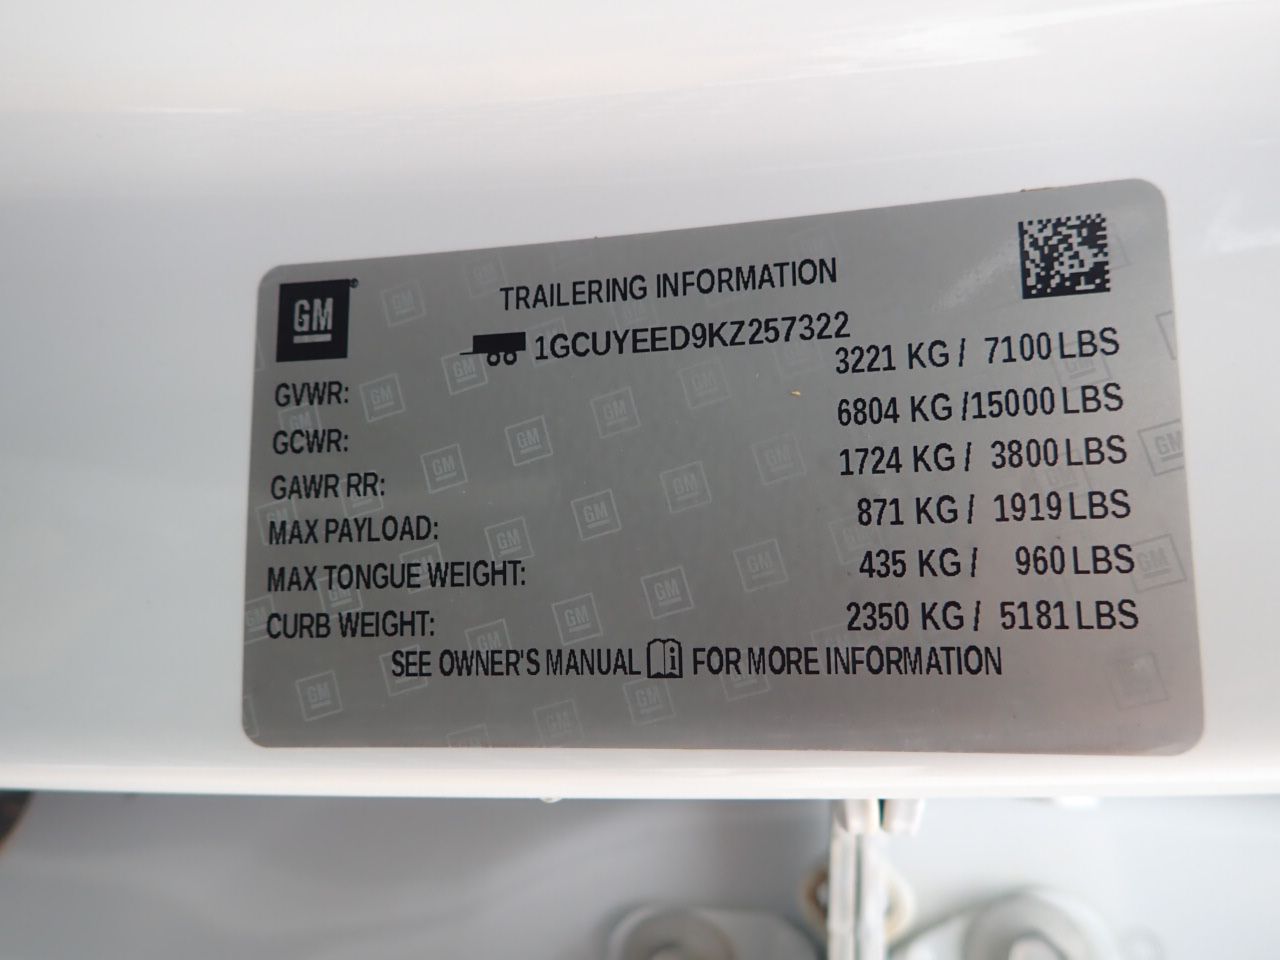 GM
TRAILERING INFORMATION
1GCUYEED9KZ257322
GVWR: 3221 KG / 7100 LBS
GCWR: 6804 KG /15000 LBS
GAWR RR: 1724 KG / 3800 LBS
MAX PAYLOAD: 871 KG / 1919 LBS
MAX TONGUE WEIGHT: 435 KG / 960 LBS
CURB WEIGHT: 2350 KG / 5181 LBS
SEE OWNER'S MANUAL FOR MORE INFORMATION